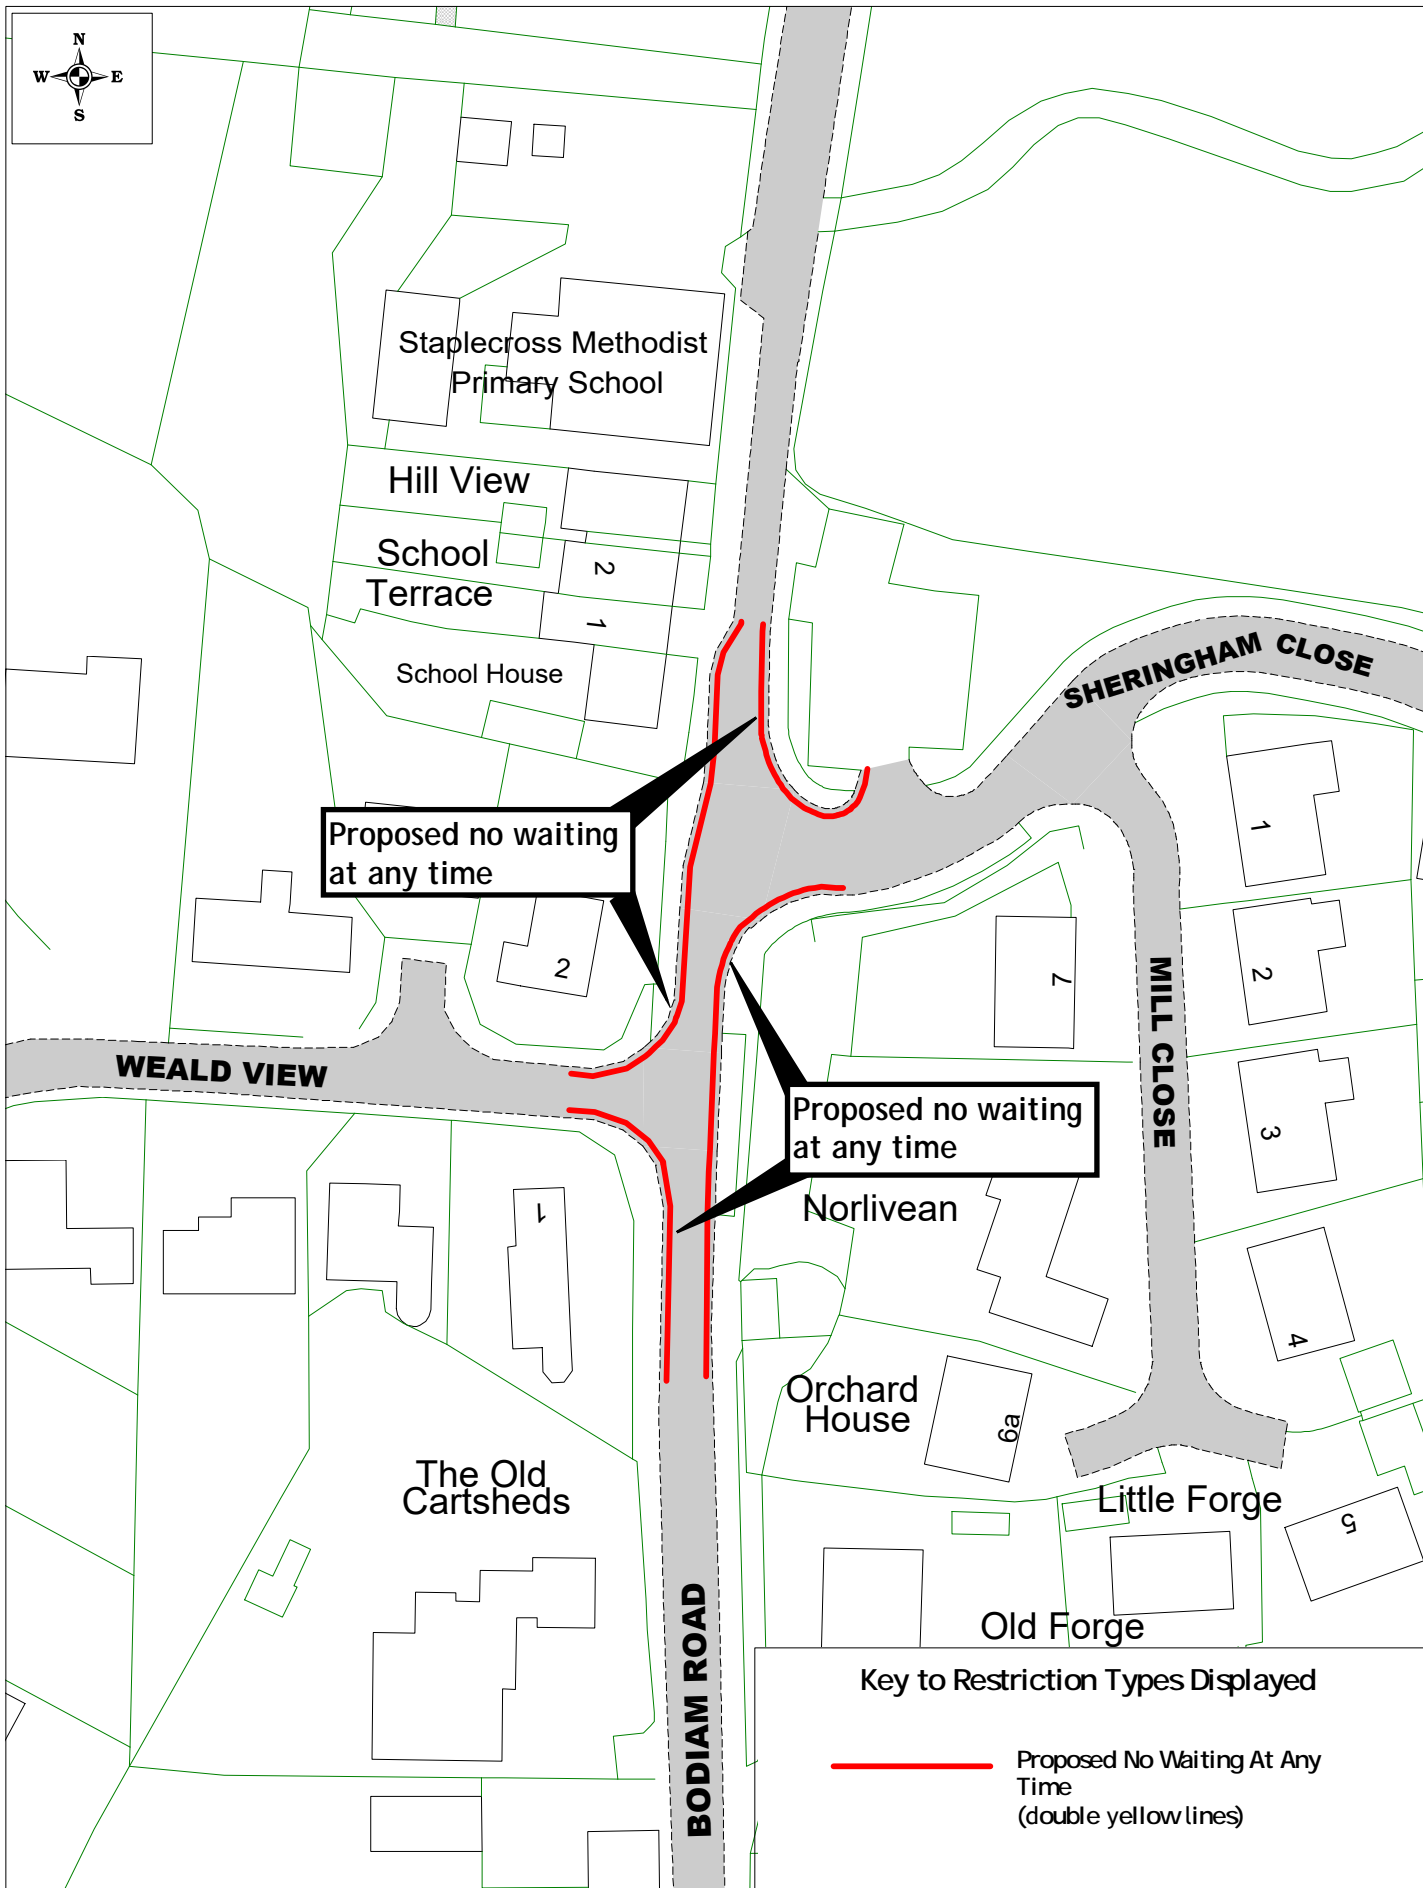 N
W E
S
Staplecross Methodist
Primary School
Hill View
School
Terrace
2
1
School House
SHERINGHAM CLOSE
Proposed no waiting
at any time
2
1
2
3
4
5
7
MILL CLOSE
WEALD VIEW
Proposed no waiting
at any time
1
Norlivean
Orchard
House
6a
The Old
Cartsheds
Little Forge
Old Forge
BODIAM ROAD
Key to Restriction Types Displayed
Proposed No Waiting At Any
Time
(double yellow lines)